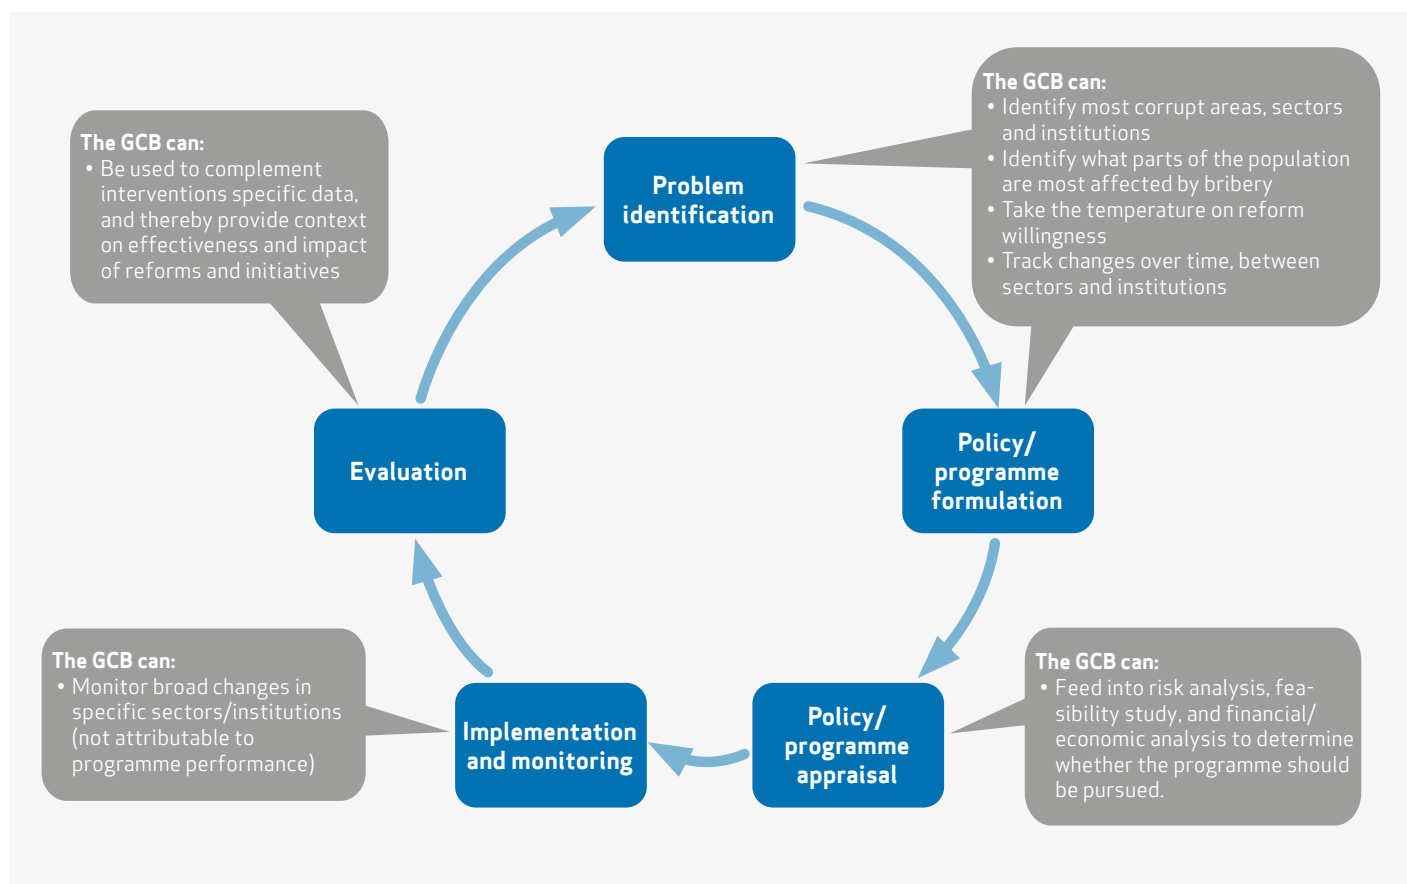 The GCB can:
• Identify most corrupt areas, sectors
and institutions
• Identify what parts of the population
are most affected by bribery
• Take the temperature on reform
willingness
• Track changes over time, between
sectors and institutions
The GCB can:
• Be used to complement
interventions specific data,
and thereby provide context
on effectiveness and impact
of reforms and initiatives
Problem
identification
Policy/
programme
formulation
Evaluation
The GCB can:
• Monitor broad changes in
specific sectors/institutions
(not attributable to
programme performance)
The GCB can:
• Feed into risk analysis, fea-
sibility study, and financial/
economic analysis to determine
whether the programme should
be pursued.
Implementation
and monitoring
Policy/
programme
appraisal